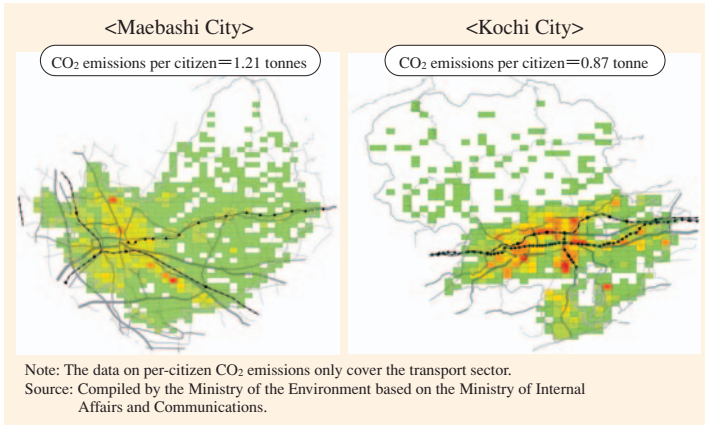 <Maebashi City>
CO₂ emissions per citizen＝1.21 tonnes
<Kochi City>
CO₂ emissions per citizen＝0.87 tonne
Note: The data on per-citizen CO₂ emissions only cover the transport sector.
Source: Compiled by the Ministry of the Environment based on the Ministry of Internal
Affairs and Communications.